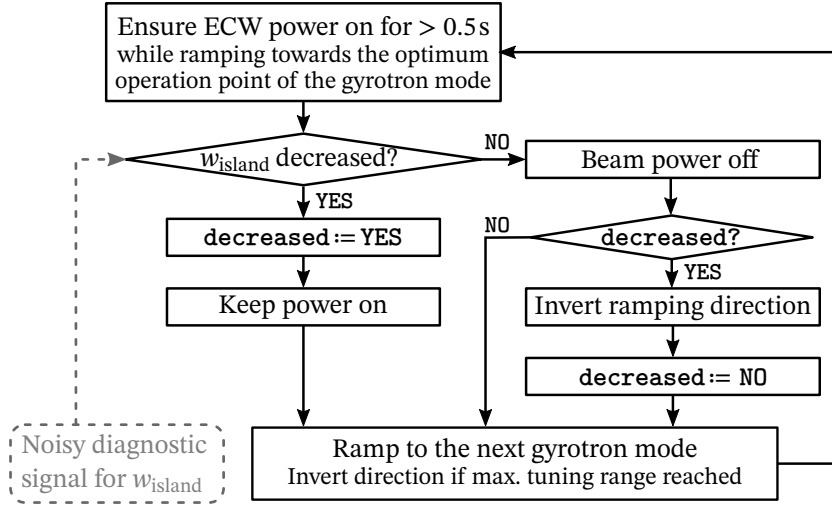 Ensure ECW power on for > 0.5 s
while ramping towards the optimum
operation point of the gyrotron mode
w_island decreased?
NO
Beam power off
YES
decreased := YES
NO
decreased?
YES
Keep power on
Invert ramping direction
decreased := NO
Noisy diagnostic
signal for w_island
Ramp to the next gyrotron mode
Invert direction if max. tuning range reached